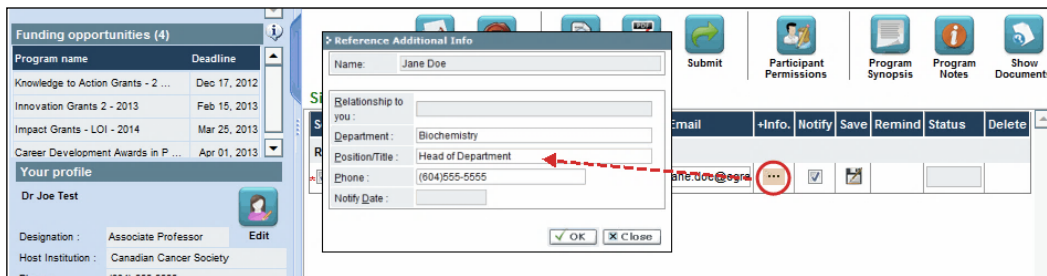 Funding opportunities (4)
Program name Deadline
Knowledge to Action Grants - 2 ... Dec 17, 2012
Innovation Grants 2 - 2013 Feb 15, 2013
Impact Grants - LOI - 2014 Mar 25, 2013
Career Development Awards in P ... Apr 01, 2013
Your profile
Dr Joe Test
Edit
Designation : Associate Professor
Host Institution : Canadian Cancer Society
Reference Additional Info
Name: Jane Doe
Relationship to
you :
Department : Biochemistry
Position/Title : Head of Department
Phone : (604)555-5555
Notify Date :
OK Close
Submit
Participant
Permissions
Program
Synopsis
Program
Notes
Show
Document
Email +Info. Notify Save Remind Status Delete
ane.doe@ogra ...